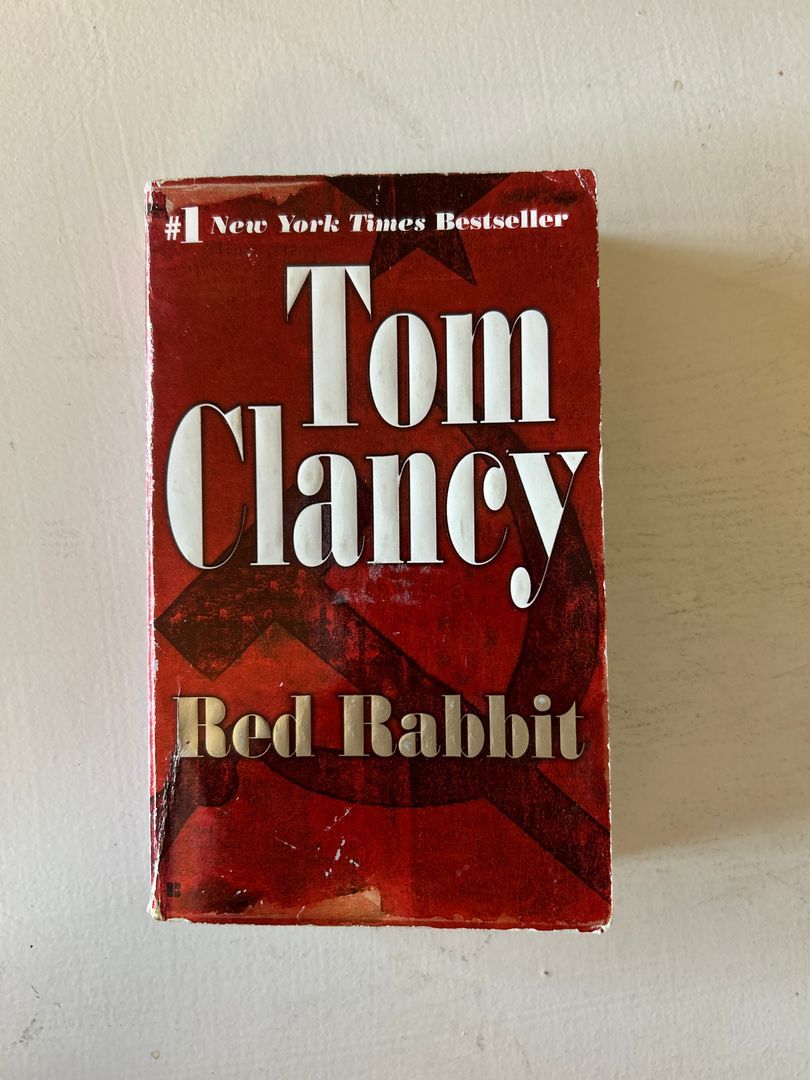 #1 New York Times Bestseller
Tom
Clancy
Red Rabbit
B